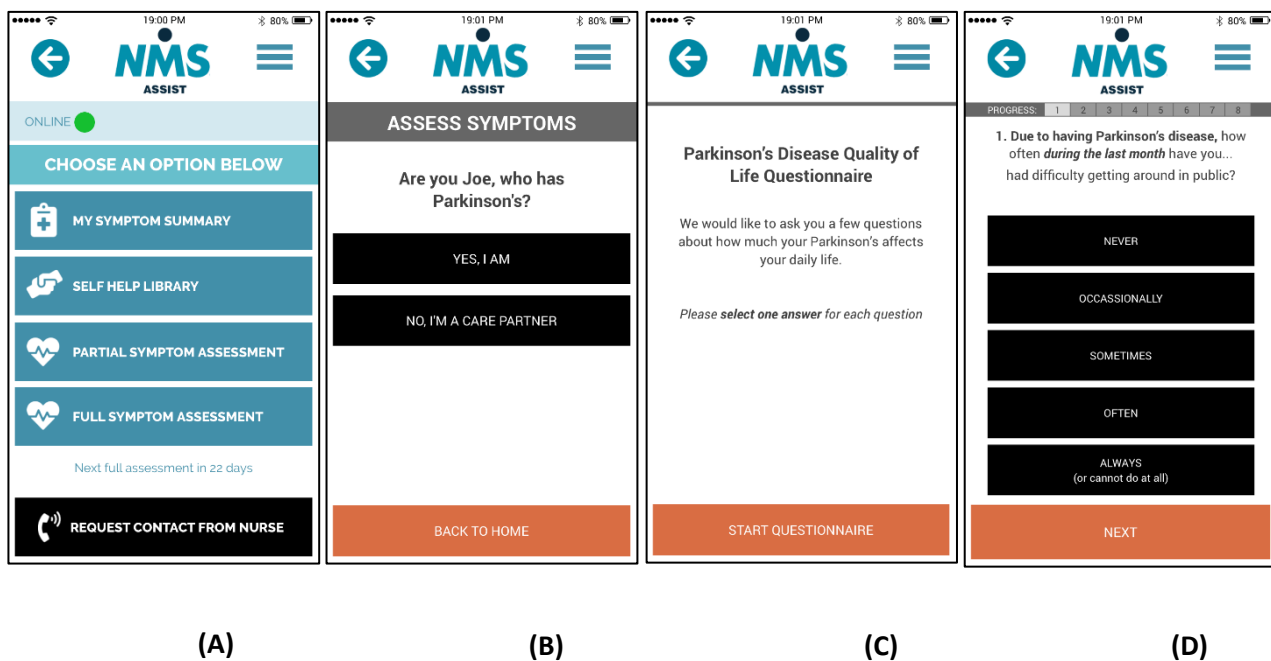 19:00 PM
80%
NMS
ASSIST
ONLINE
CHOOSE AN OPTION BELOW
MY SYMPTOM SUMMARY
SELF HELP LIBRARY
PARTIAL SYMPTOM ASSESSMENT
FULL SYMPTOM ASSESSMENT
Next full assessment in 22 days
REQUEST CONTACT FROM NURSE
(A)
19:01 PM
80%
NMS
ASSIST
ASSESS SYMPTOMS
Are you Joe, who has
Parkinson's?
YES, I AM
NO, I'M A CARE PARTNER
BACK TO HOME
(B)
19:01 PM
80%
NMS
ASSIST
Parkinson's Disease Quality of
Life Questionnaire
We would like to ask you a few questions
about how much your Parkinson's affects
your daily life.
Please select one answer for each question
START QUESTIONNAIRE
(C)
19:01 PM
80%
NMS
ASSIST
PROGRESS: 1 2 3 4 5 6 7 8
1. Due to having Parkinson's disease, how
often during the last month have you...
had difficulty getting around in public?
NEVER
OCCASSIONALLY
SOMETIMES
OFTEN
ALWAYS
(or cannot do at all)
NEXT
(D)